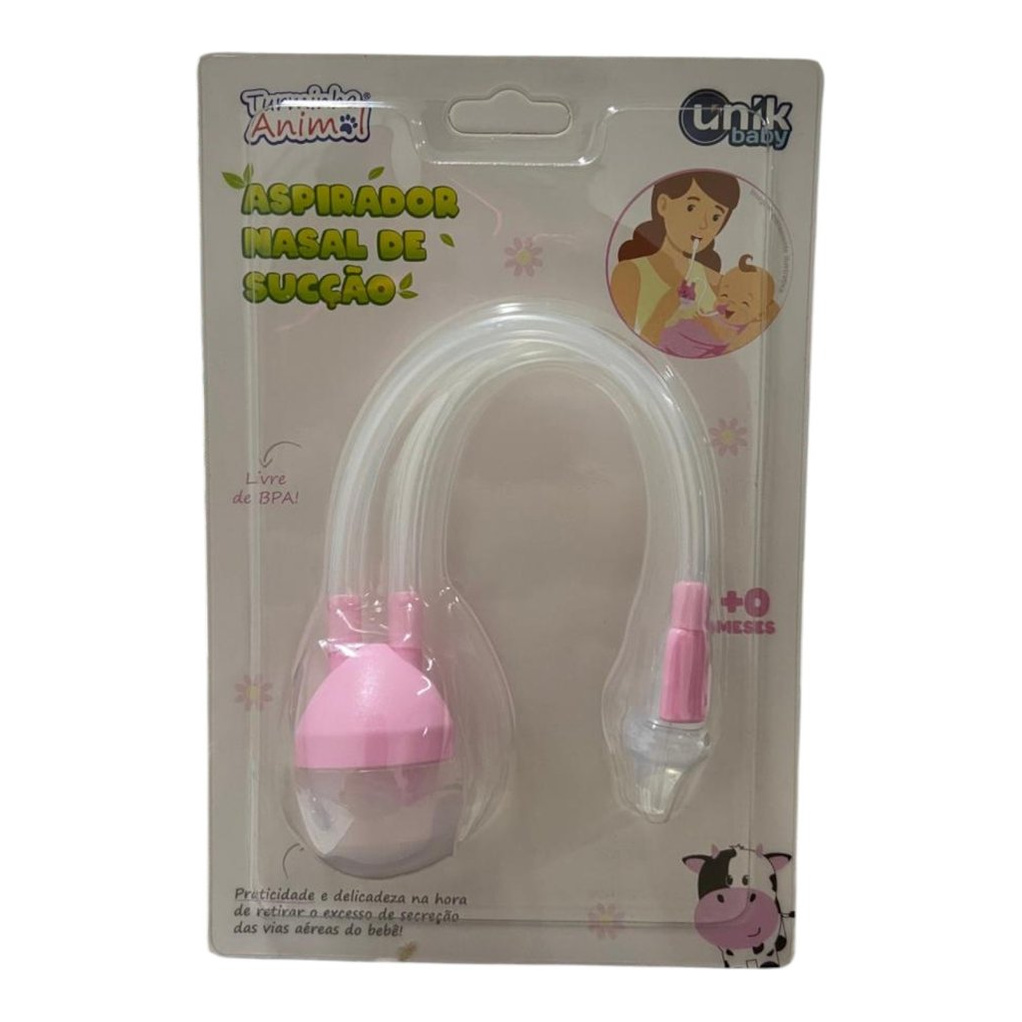 Turminha®
Animal
unik
baby
ASPIRADOR
NASAL DE
SUCÇÃO
Livre
de BPA!
+0
MESES
Praticidade e delicadeza na hora
de retirar o excesso de secreção
das vias aéreas do bebê!